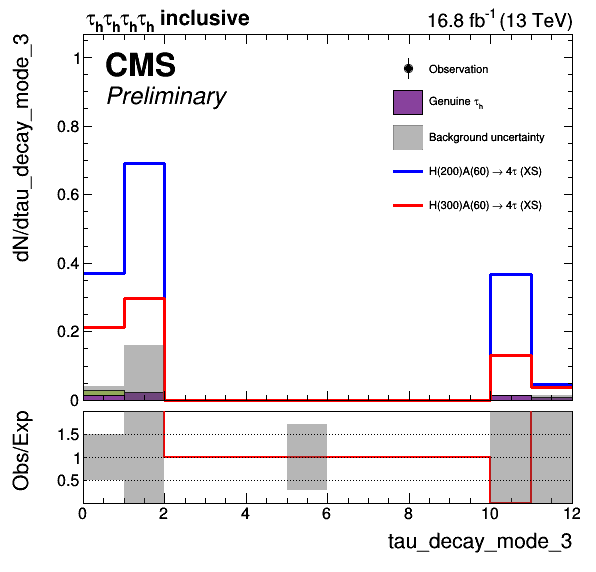 τhτhτhτh inclusive
16.8 fb-1 (13 TeV)
CMS
Preliminary
Observation
Genuine τh
Background uncertainty
H(200)A(60) → 4τ (XS)
H(300)A(60) → 4τ (XS)
dN/dtau_decay_mode_3
1
0.8
0.6
0.4
0.2
0
Obs/Exp
1.5
1
0.5
0 2 4 6 8 10 12
tau_decay_mode_3